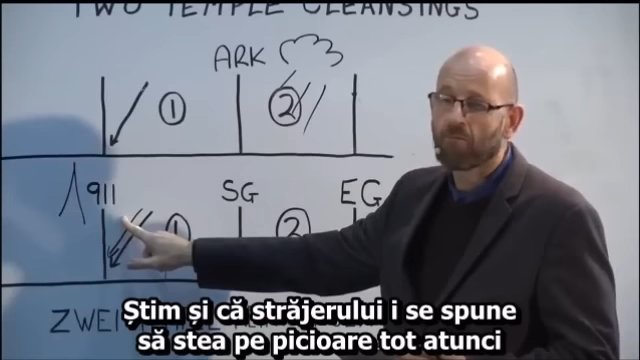 TWO TEMPLE CLEANSINGS
ARK
1
2
911
SG
EG
1
2
ZWEI
Știm și că străjerului i se spune
să stea pe picioare tot atunci